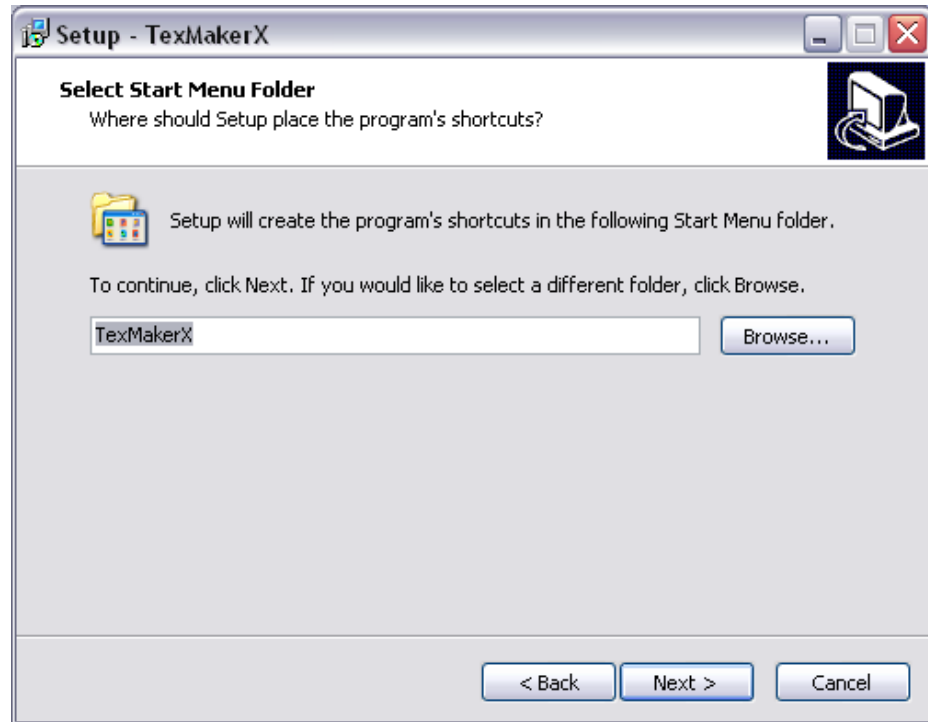 Setup - TexMakerX
Select Start Menu Folder
Where should Setup place the program's shortcuts?
Setup will create the program's shortcuts in the following Start Menu folder.
To continue, click Next. If you would like to select a different folder, click Browse.
TexMakerX
Browse...
< Back
Next >
Cancel